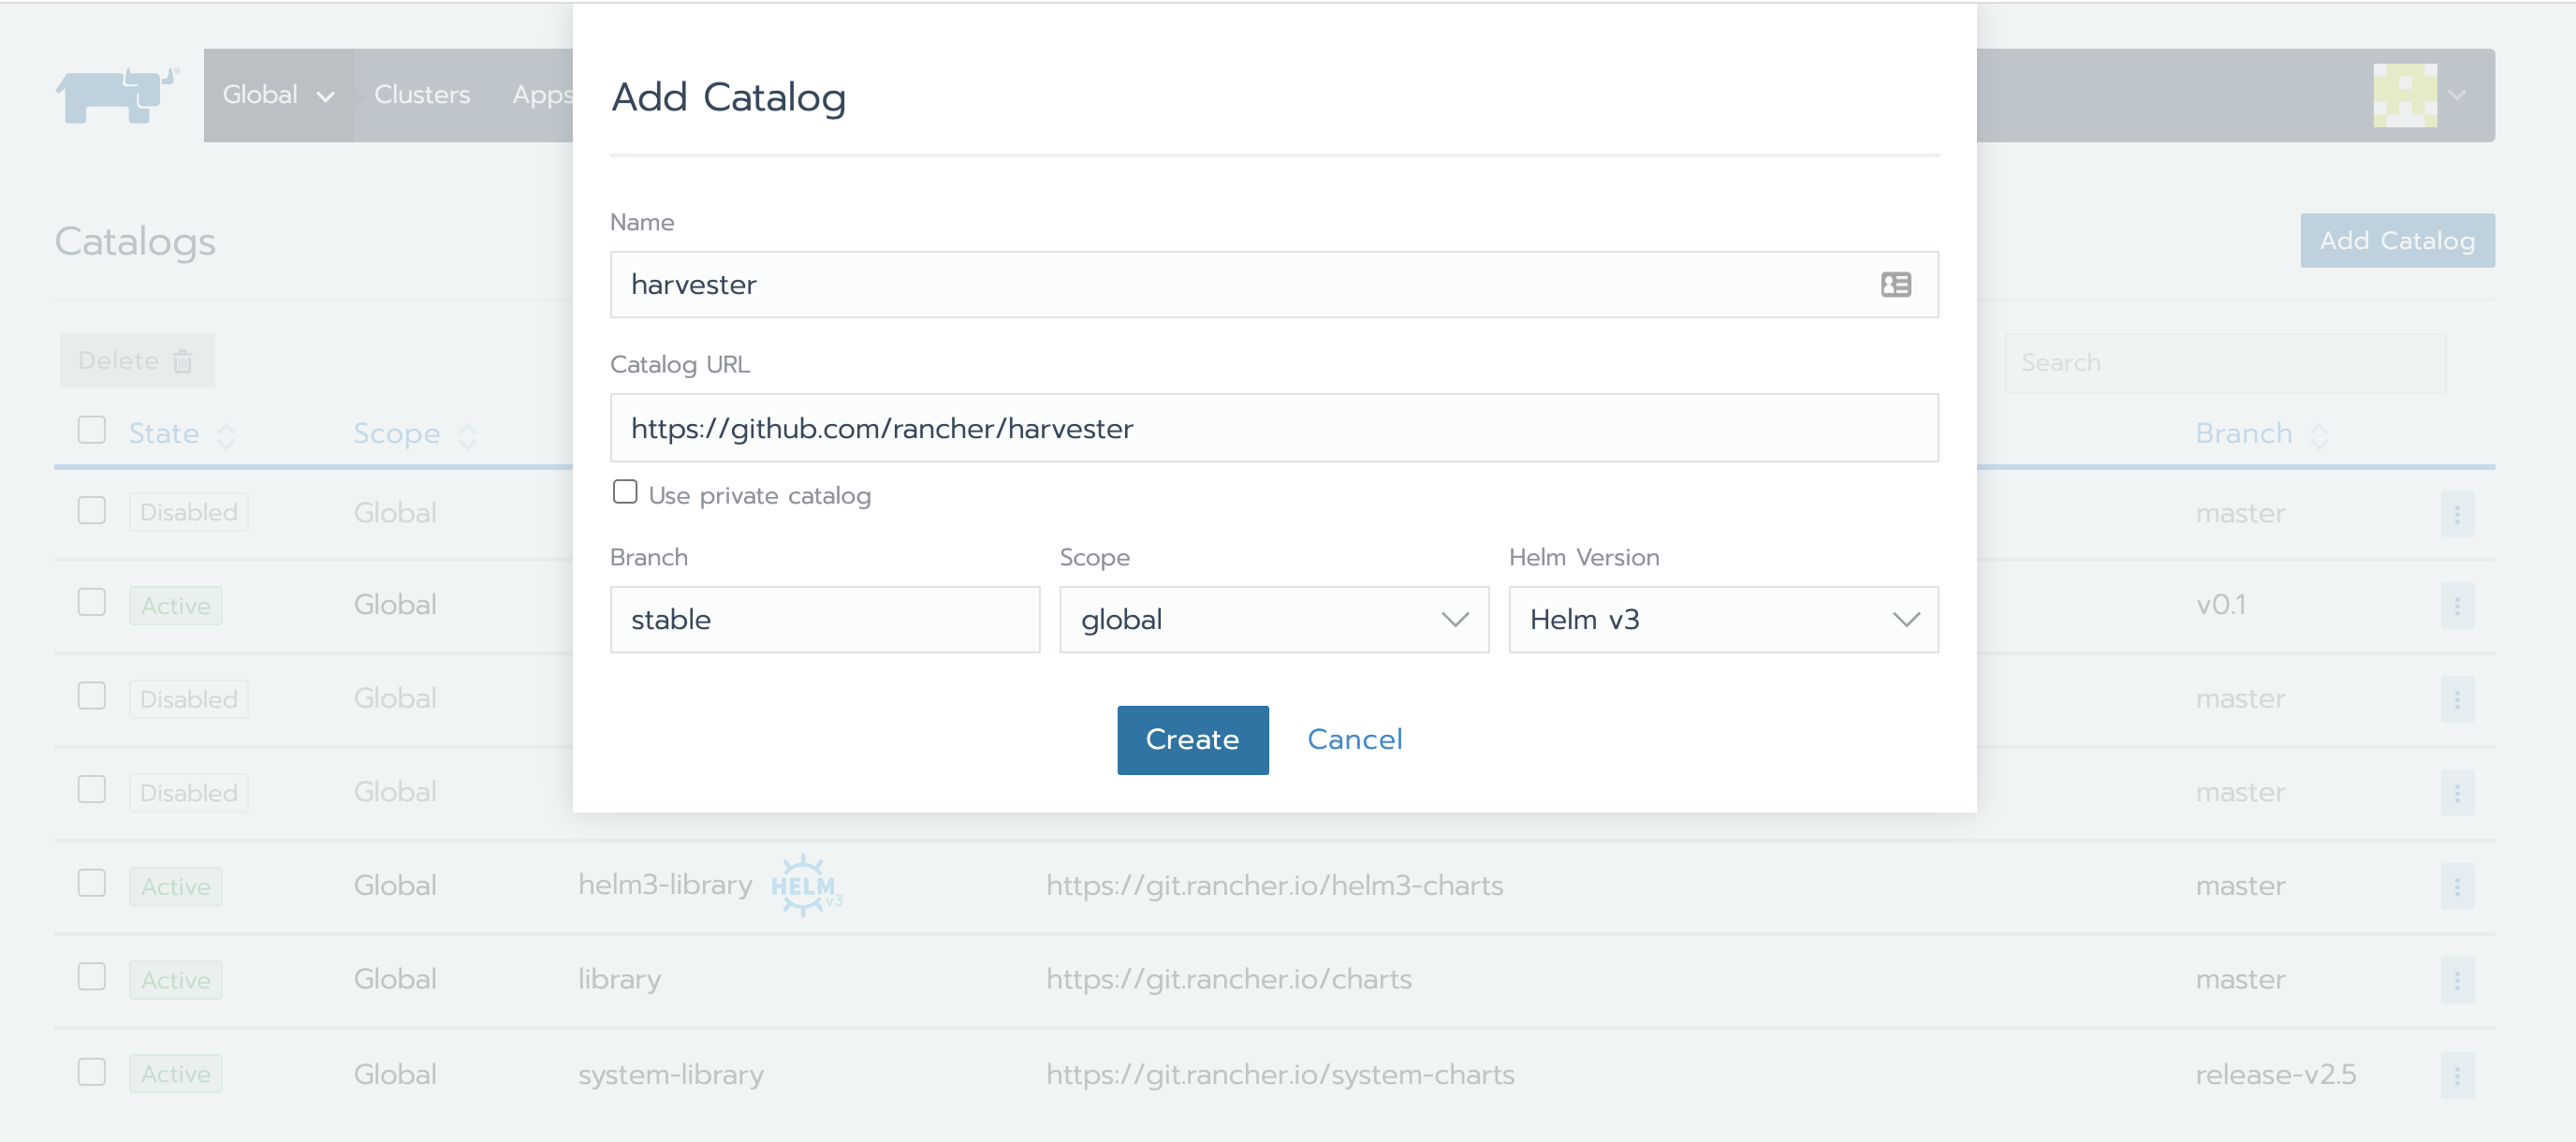 Global
Clusters
Apps
Add Catalog
Catalogs
Add Catalog
Name
harvester
Delete
Search
Catalog URL
https://github.com/rancher/harvester
State
Scope
Branch
Use private catalog
Disabled Global master
Branch
Scope
Helm Version
stable
global
Helm v3
Active Global v0.1
Disabled Global master
Create
Cancel
Disabled Global master
Active Global helm3-library HELM v3 https://git.rancher.io/helm3-charts master
Active Global library https://git.rancher.io/charts master
Active Global system-library https://git.rancher.io/system-charts release-v2.5